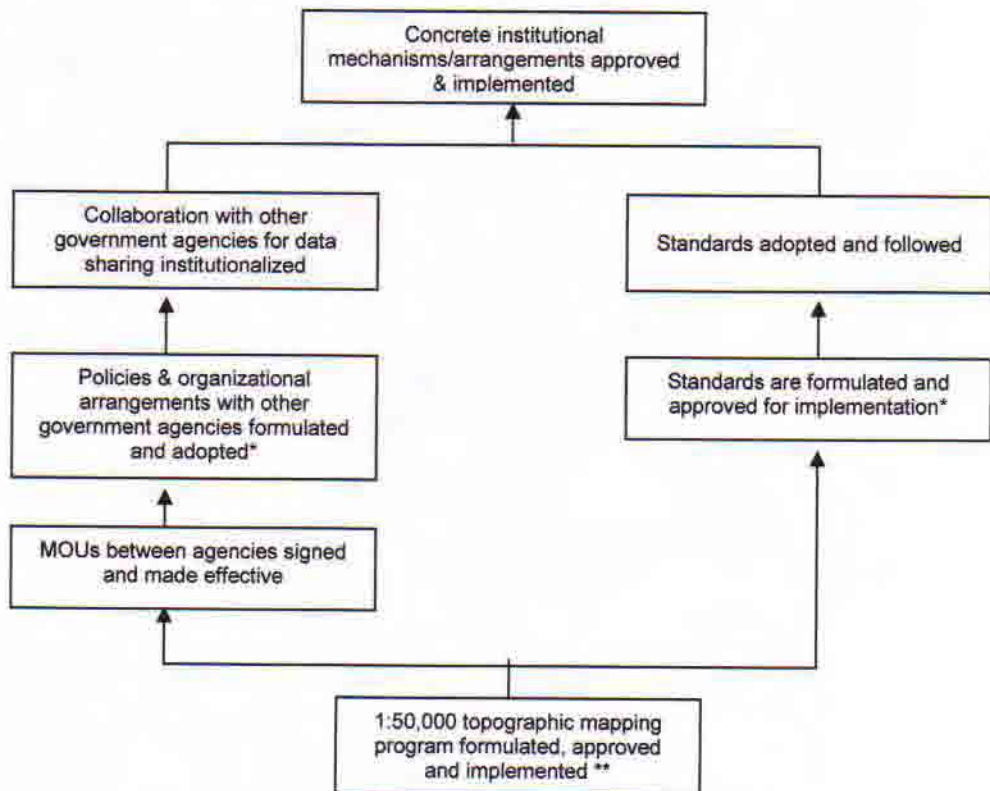 Concrete institutional
mechanisms/arrangements approved
& implemented
Collaboration with other
government agencies for data
sharing institutionalized
Standards adopted and followed
Policies & organizational
arrangements with other
government agencies formulated
and adopted*
Standards are formulated and
approved for implementation*
MOUs between agencies signed
and made effective
1:50,000 topographic mapping
program formulated, approved
and implemented **